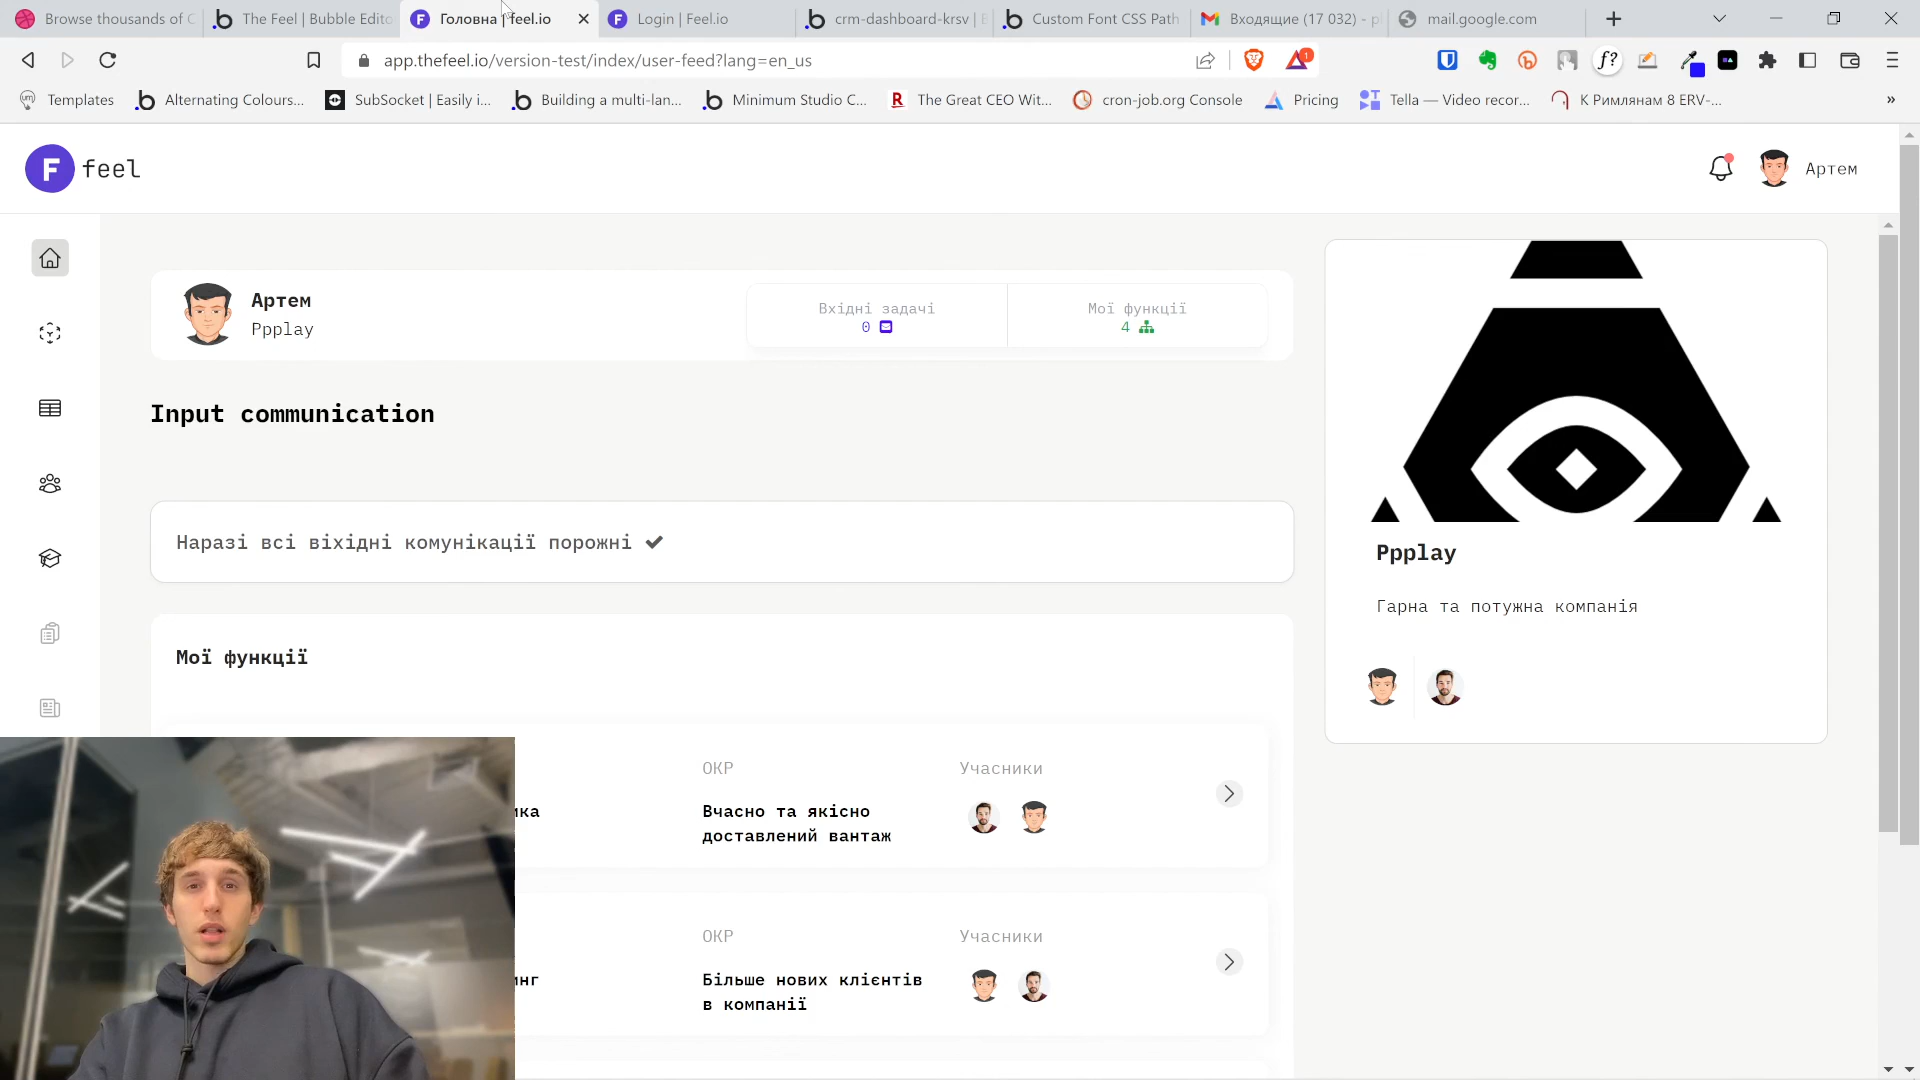 Browse thousands of
The Feel | Bubble Edito
Головна | feel.io
Login | Feel.io
crm-dashboard-krsv |
Custom Font CSS Path
Входящие (17 032) -
mail.google.com
app.thefeel.io/version-test/index/user-feed?lang=en_us
1
f?
Templates
Alternating Colours...
SubSocket | Easily i...
Building a multi-lan...
Minimum Studio C...
R
The Great CEO Wit...
cron-job.org Console
Pricing
Tella — Video recor...
К Римлянам 8 ERV-...
»
F feel
Артем
Артем
Ppplay
Вхідні задачі
0
Мої функції
4
Input communication
Наразі всі віхідні комунікації порожні
Ppplay
Гарна та потужна компанія
Мої функції
ОКР
Учасники
ика
Вчасно та якісно
доставлений вантаж
ОКР
Учасники
инг
Більше нових клієнтів
в компанії